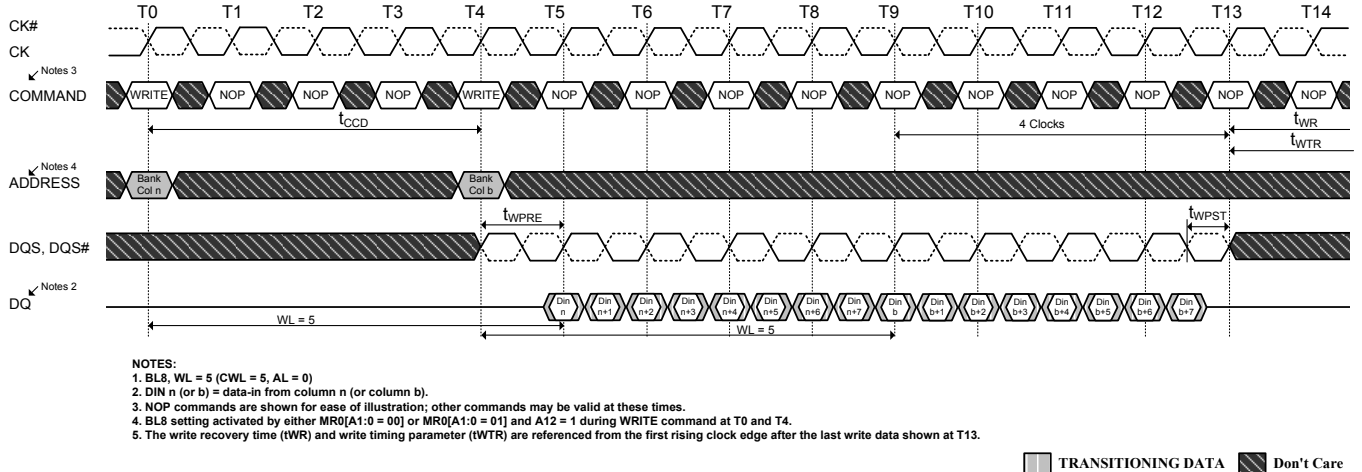 T0 T1 T2 T3 T4 T5 T6 T7 T8 T9 T10 T11 T12 T13 T14
CK#
CK
Notes 3
COMMAND WRITE NOP NOP NOP WRITE NOP NOP NOP NOP NOP NOP NOP NOP NOP NOP
tCCD
4 Clocks
tWR
tWTR
Notes 4
ADDRESS
Bank Col n
Bank Col b
tWPRE
tWPST
DQS, DQS#
Notes 2
DQ
Din n Din n+1 Din n+2 Din n+3 Din n+4 Din n+5 Din n+6 Din n+7 Din b Din b+1 Din b+2 Din b+3 Din b+4 Din b+5 Din b+6 Din b+7
WL = 5
WL = 5
NOTES:
1. BL8, WL = 5 (CWL = 5, AL = 0)
2. DIN n (or b) = data-in from column n (or column b).
3. NOP commands are shown for ease of illustration; other commands may be valid at these times.
4. BL8 setting activated by either MR0[A1:0 = 00] or MR0[A1:0 = 01] and A12 = 1 during WRITE command at T0 and T4.
5. The write recovery time (tWR) and write timing parameter (tWTR) are referenced from the first rising clock edge after the last write data shown at T13.
TRANSITIONING DATA
Don't Care